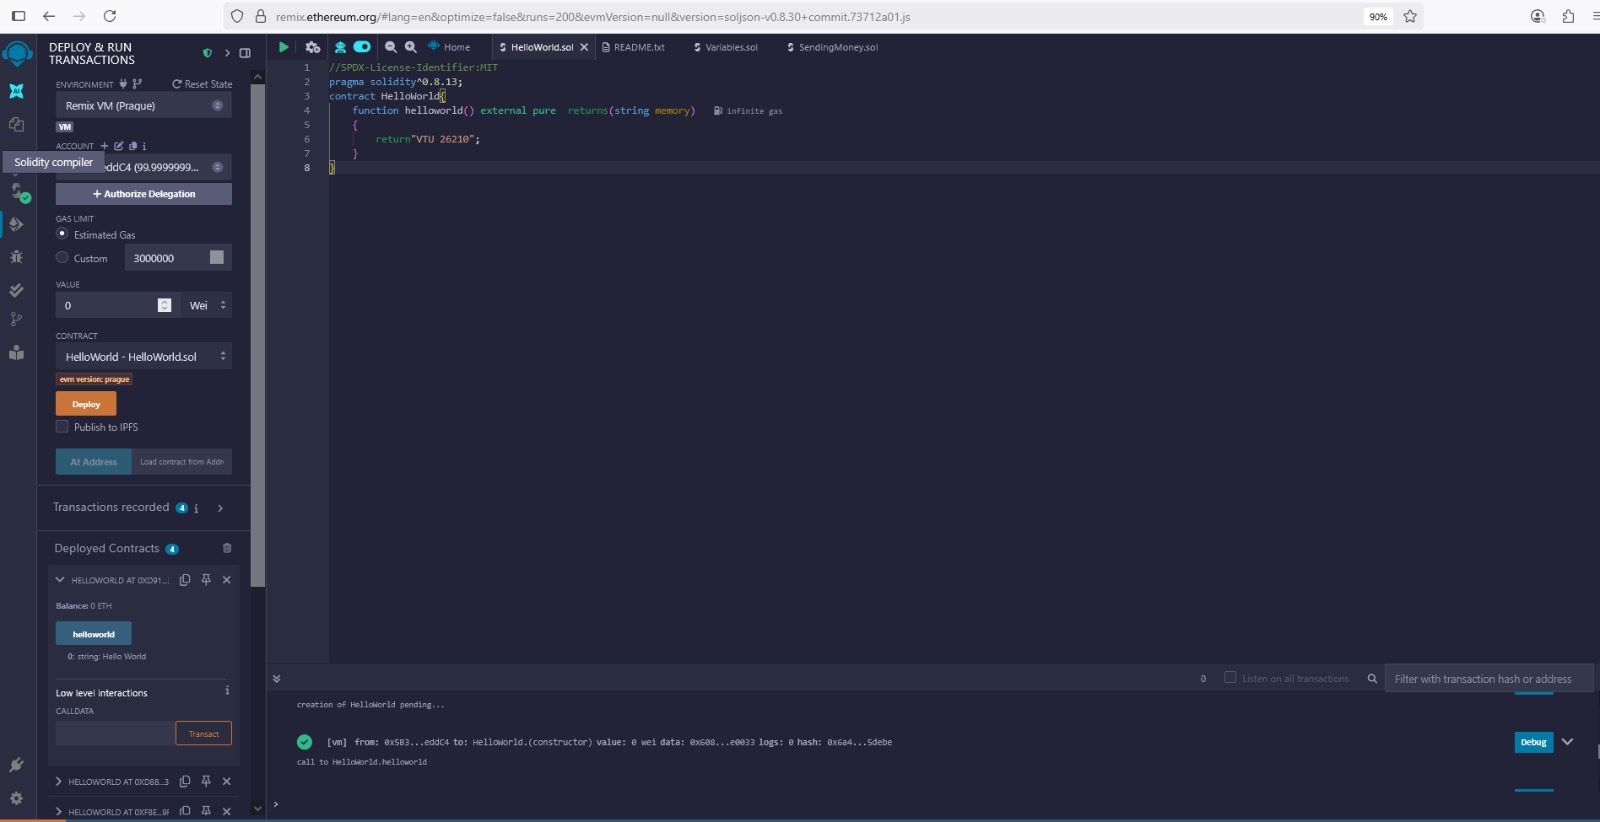 remix.ethereum.org/#lang=en&optimize=false&runs=200&evmVersion=null&version=soljson-v0.8.30+commit.73712a01.js
90%
DEPLOY & RUN
TRANSACTIONS
Home
HelloWorld.sol
README.txt
Variables.sol
SendingMoney.sol
ENVIRONMENT
Reset State
Remix VM (Prague)
VM
ACCOUNT
Solidity compiler
eddC4 (99.9999999...
+ Authorize Delegation
GAS LIMIT
Estimated Gas
Custom
3000000
VALUE
0
Wei
CONTRACT
HelloWorld - HelloWorld.sol
evm version: prague
Deploy
Publish to IPFS
At Address
Load contract from Addre
Transactions recorded 4 i
Deployed Contracts 4
HELLOWORLD AT 0XD91...
Balance: 0 ETH
helloworld
0: string: Hello World
Low level interactions
i
CALLDATA
Transact
HELLOWORLD AT 0XD8B...3
HELLOWORLD AT 0XF8E...9F
1 //SPDX-License-Identifier:MIT
2 pragma solidity^0.8.13;
3 contract HelloWorld{
4 function helloworld() external pure returns(string memory) infinite gas
5 {
6 return"VTU 26210";
7 }
8 }
0
Listen on all transactions
Filter with transaction hash or address
creation of HelloWorld pending...
[vm] from: 0x5B3...eddC4 to: HelloWorld.(constructor) value: 0 wei data: 0x608...e0033 logs: 0 hash: 0x6a4...5debe
Debug
call to HelloWorld.helloworld
>